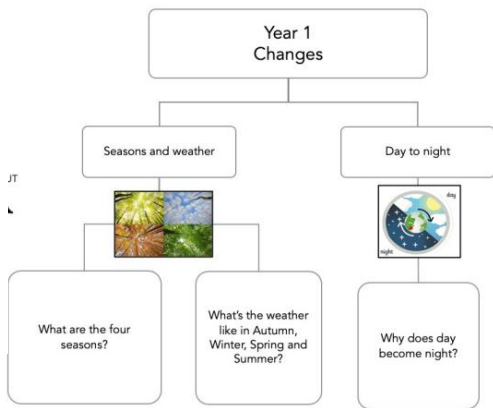 Year 1
Changes
Seasons and weather
Day to night
UT
day
night
What are the four
seasons?
What's the weather
like in Autumn,
Winter, Spring and
Summer?
Why does day
become night?